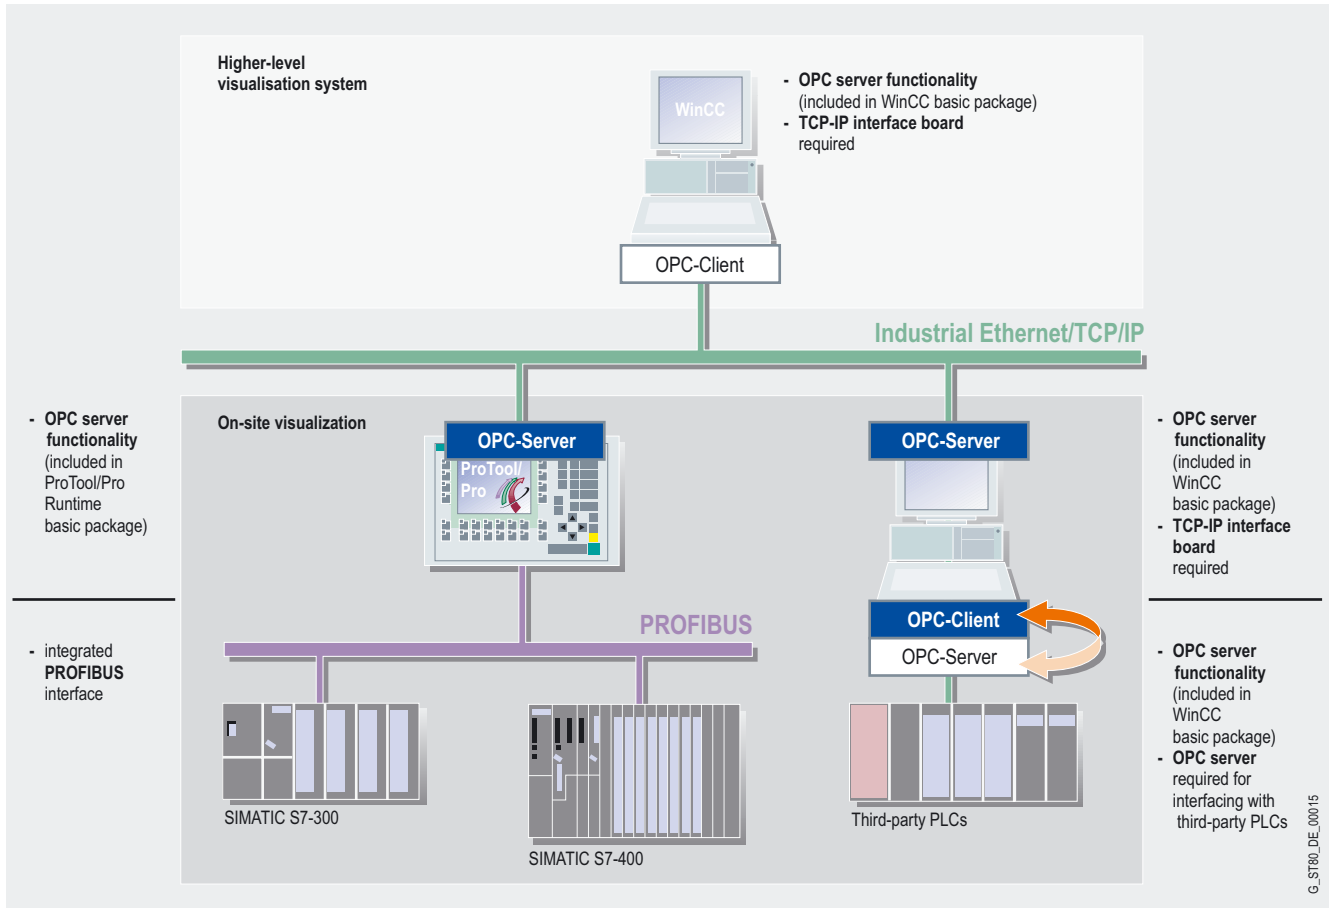 Higher-level
visualisation system
WinCC
- OPC server functionality
(included in WinCC basic package)
- TCP-IP interface board
required
OPC-Client
Industrial Ethernet/TCP/IP
- OPC server
functionality
(included in
ProTool/Pro
Runtime
basic package)
On-site visualization
OPC-Server
ProTool/
Pro
OPC-Server
- OPC server
functionality
(included in
WinCC
basic package)
- TCP-IP interface
board
required
- integrated
PROFIBUS
interface
PROFIBUS
OPC-Client
OPC-Server
- OPC server
functionality
(included in
WinCC
basic package)
- OPC server
required for
interfacing with
third-party PLCs
SIMATIC S7-300
SIMATIC S7-400
Third-party PLCs
G_ST80_DE_00015